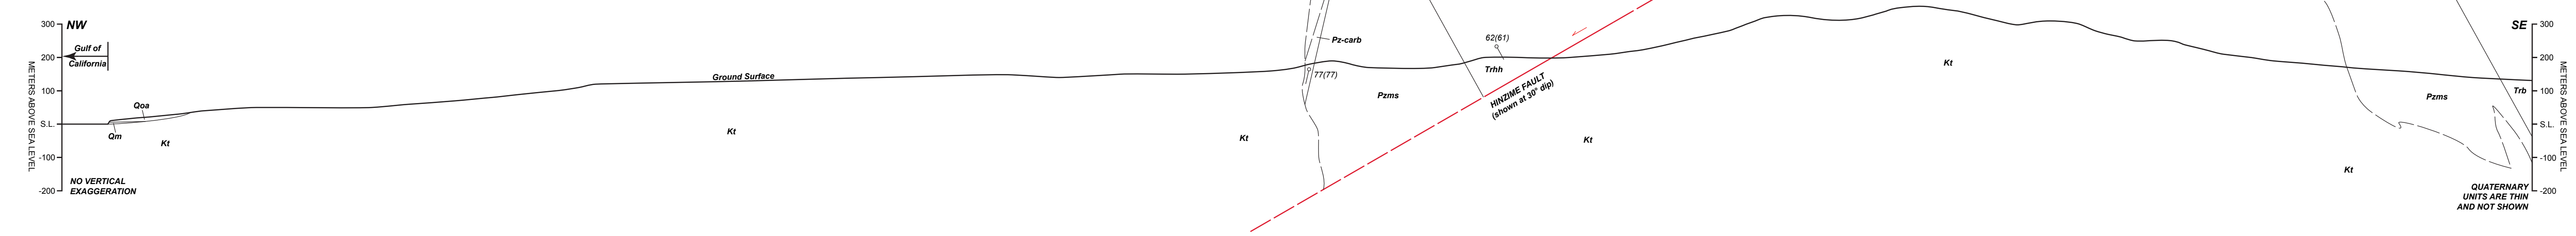 300
200
100
S.L.
-100
-200
METERS ABOVE SEA LEVEL
NW
Gulf of
California
Qoa
Qm
Kt
NO VERTICAL
EXAGGERATION
Ground Surface
Kt
Kt
Pz-carb
77(77)
Pzms
62(61)
Trhh
HINZIME FAULT
(shown at 30° dip)
Kt
Kt
Kt
Pzms
Trb
SE
300
200
100
S.L.
-100
-200
METERS ABOVE SEA LEVEL
QUATERNARY
UNITS ARE THIN
AND NOT SHOWN